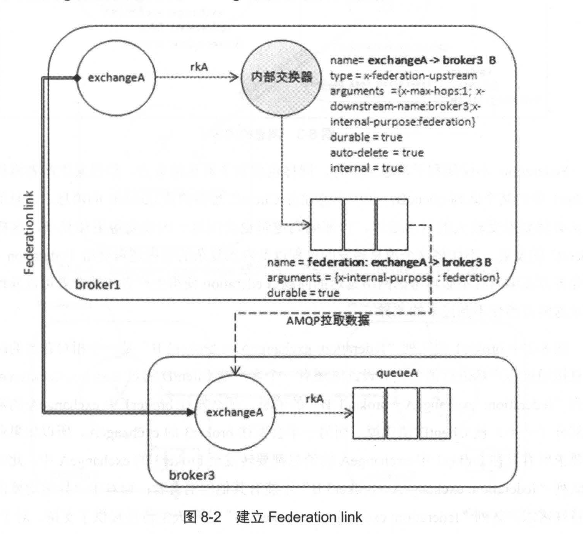 exchangeA
rkA
内部交换器
name= exchangeA -> broker3 B
type = x-federation-upstream
arguments ={x-max-hops:1; x-
downstream-name:broker3;x-
internal-purpose:federation}
durable = true
auto-delete = true
internal = true
Federation link
name = federation: exchangeA -> broker3 B
arguments = {x-internal-purpose : federation}
durable = true
broker1
AMQP拉取数据
queueA
exchangeA
rkA
broker3
图 8-2 建立 Federation link